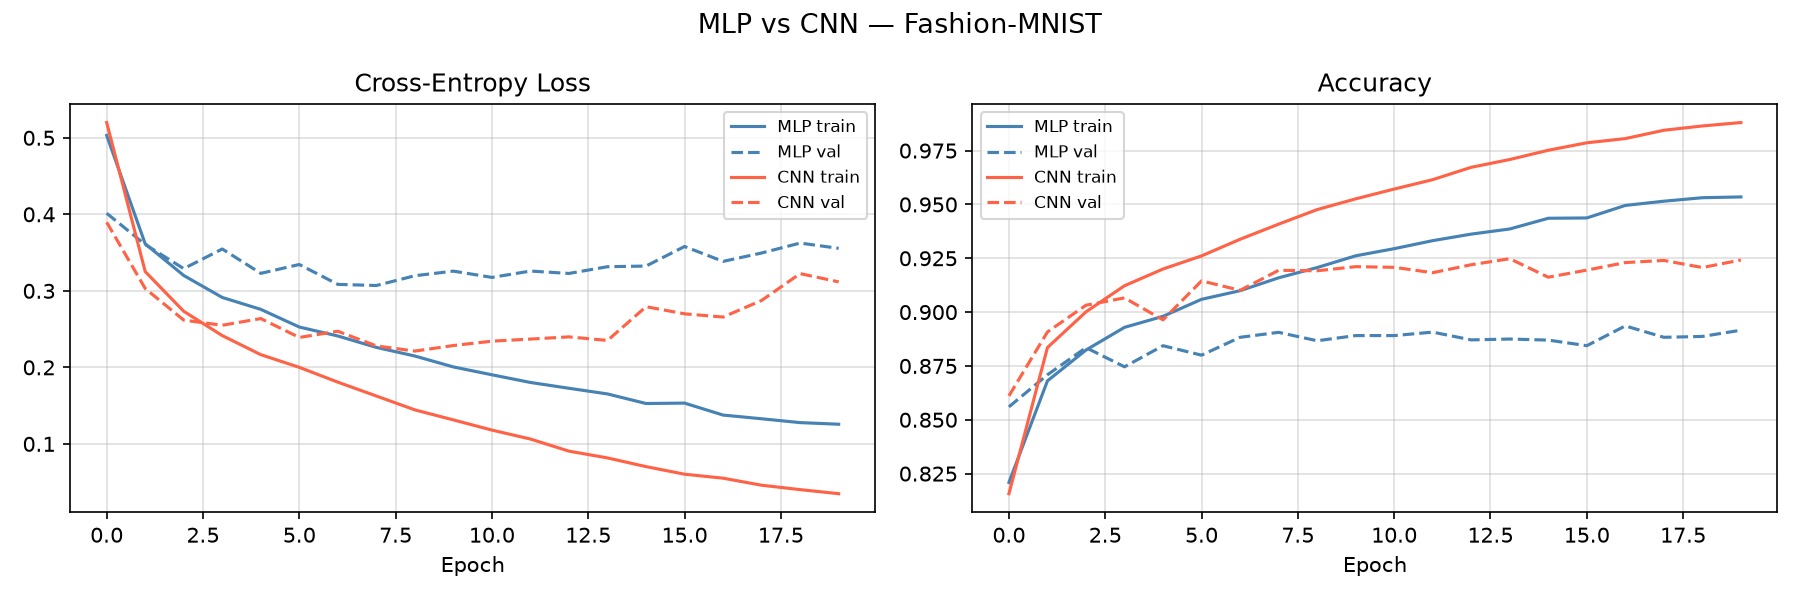 MLP vs CNN — Fashion-MNIST
Cross-Entropy Loss
0.5
0.4
0.3
0.2
0.1
MLP train
MLP val
CNN train
CNN val
0.0 2.5 5.0 7.5 10.0 12.5 15.0 17.5
Epoch
Accuracy
0.975
0.950
0.925
0.900
0.875
0.850
0.825
MLP train
MLP val
CNN train
CNN val
0.0 2.5 5.0 7.5 10.0 12.5 15.0 17.5
Epoch